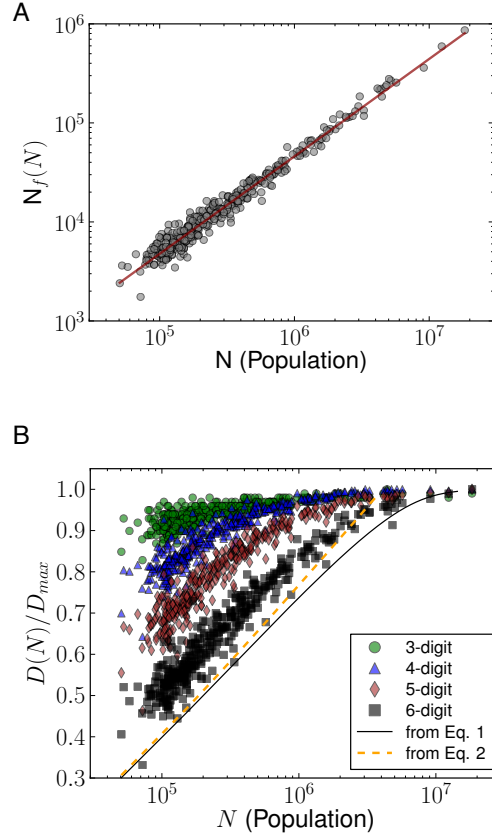 A
10^6
10^5
10^4
10^3
N_f(N)
10^5 10^6 10^7
N (Population)
B
1.0
0.9
0.8
0.7
0.6
0.5
0.4
0.3
D(N)/D_{max}
3-digit
4-digit
5-digit
6-digit
from Eq. 1
from Eq. 2
10^5 10^6 10^7
N (Population)